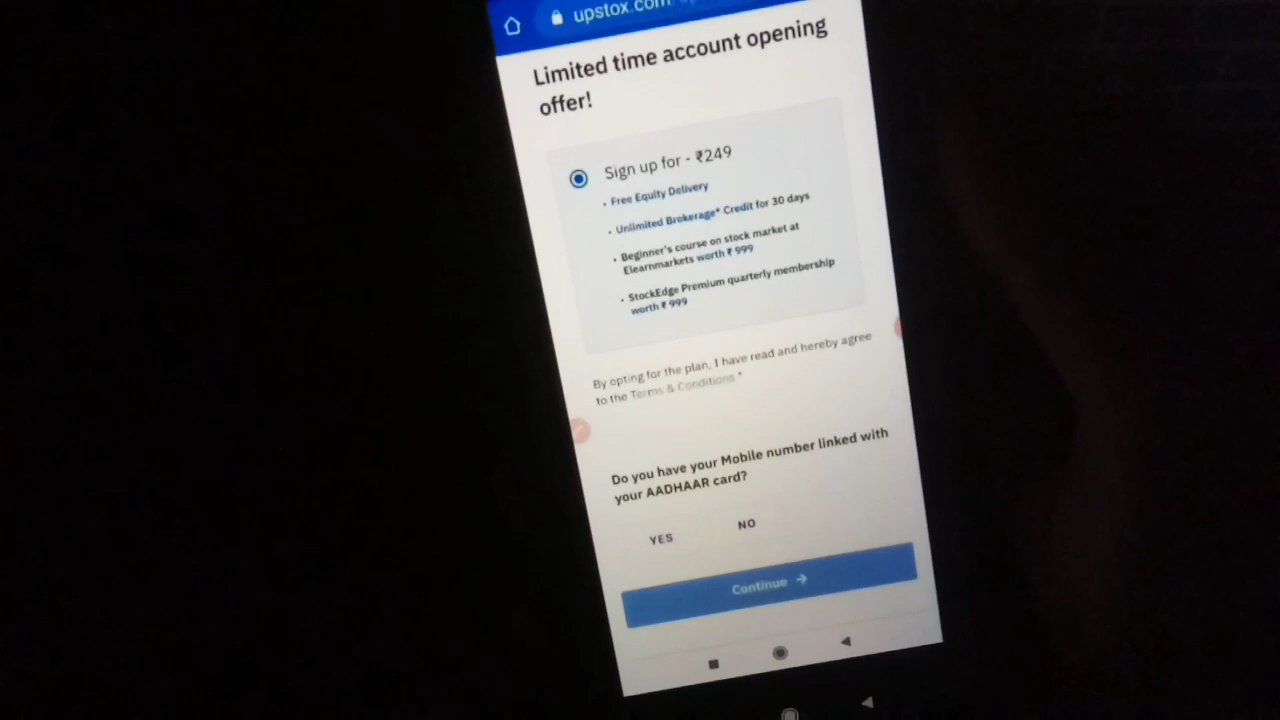 upstox.com
Limited time account opening
offer!
Sign up for - ₹249
• Free Equity Delivery
• Unlimited Brokerage* Credit for 30 days
• Beginner's course on stock market at
Elearnmarkets worth ₹ 999
• StockEdge Premium quarterly membership
worth ₹ 999
By opting for the plan, I have read and hereby agree
to the Terms & Conditions *
Do you have your Mobile number linked with
your AADHAAR card?
YES NO
Continue →